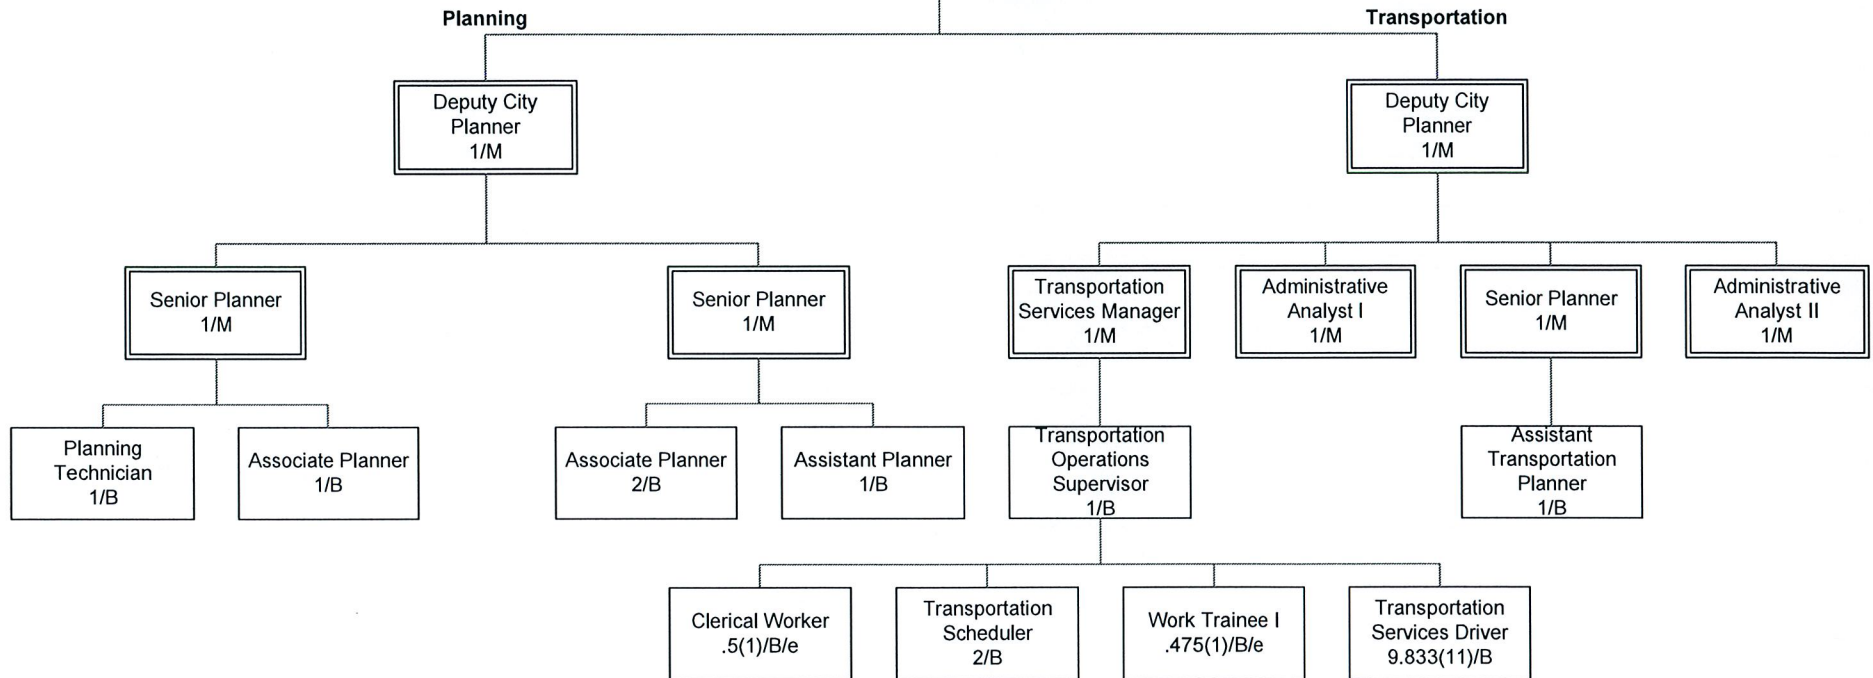 Planning
Transportation
Deputy City
Planner
1/M
Deputy City
Planner
1/M
Senior Planner
1/M
Senior Planner
1/M
Transportation
Services Manager
1/M
Administrative
Analyst I
1/M
Senior Planner
1/M
Administrative
Analyst II
1/M
Planning
Technician
1/B
Associate Planner
1/B
Associate Planner
2/B
Assistant Planner
1/B
Transportation
Operations
Supervisor
1/B
Assistant
Transportation
Planner
1/B
Clerical Worker
.5(1)/B/e
Transportation
Scheduler
2/B
Work Trainee I
.475(1)/B/e
Transportation
Services Driver
9.833(11)/B